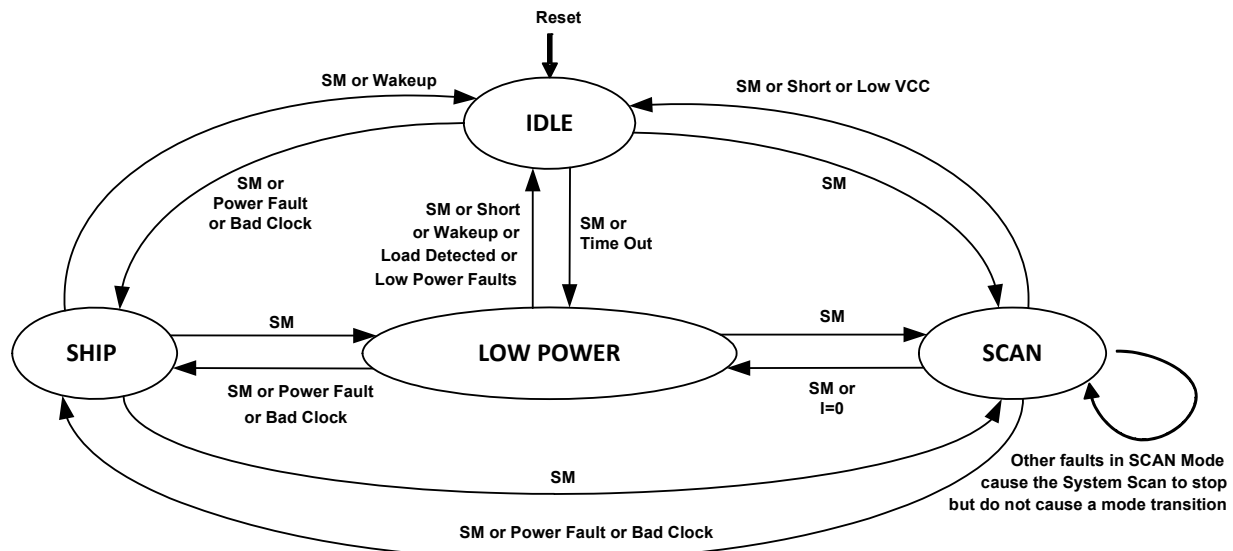 Reset
SM or Wakeup
SM or Short or Low VCC
IDLE
SM or
Power Fault
or Bad Clock
SM or Short
or Wakeup or
Load Detected or
Low Power Faults
SM or
Time Out
SM
SM
SM
SHIP
LOW POWER
SCAN
SM or Power Fault
or Bad Clock
SM or
I=0
Other faults in SCAN Mode
cause the System Scan to stop
but do not cause a mode transition
SM
SM or Power Fault or Bad Clock